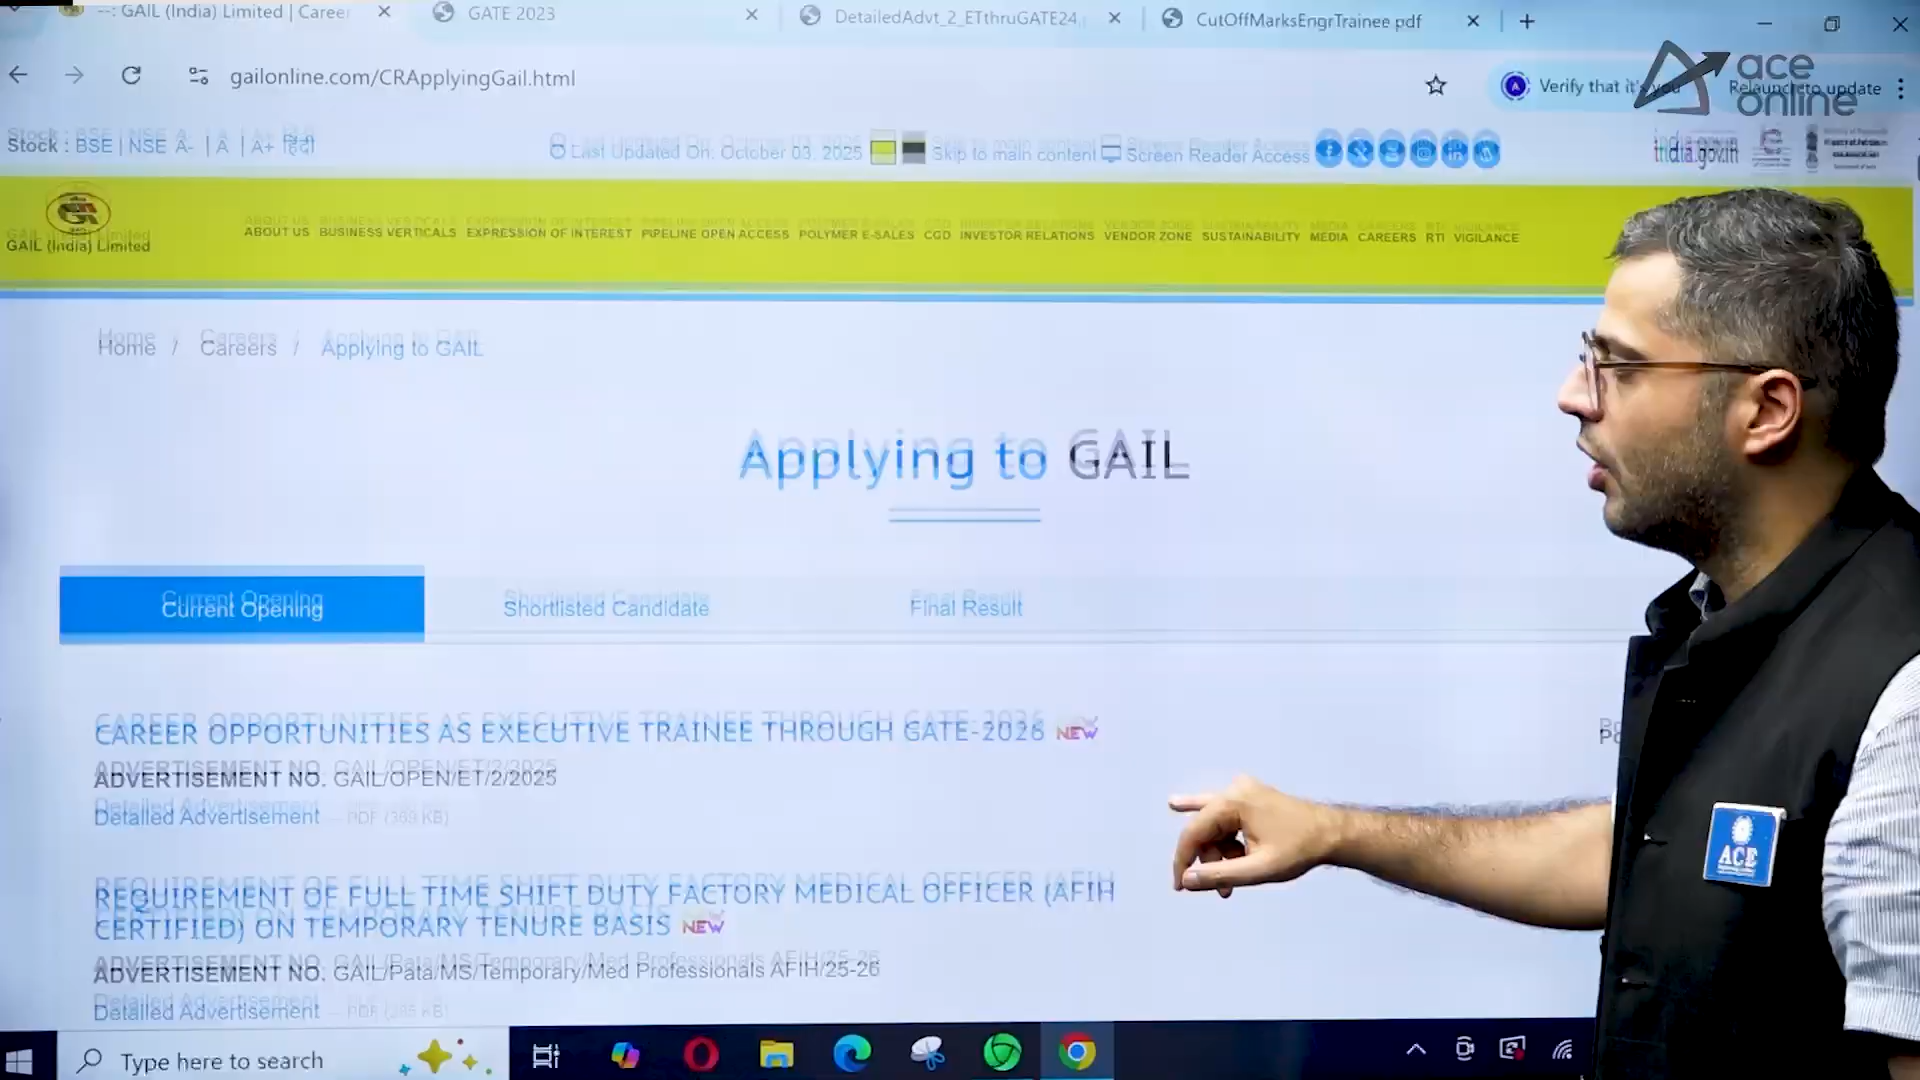 --: GAIL (India) Limited | Career
GATE 2023
DetailedAdvt_2_ETthruGATE24.
CutOffMarksEngrTrainee.pdf
gailonline.com/CRApplyingGail.html
Verify that it's you
Relaunch to update
ace
online
Stock : BSE | NSE A- | A | A+ हिंदी
Last Updated On: October 03, 2025
Skip to main content
Screen Reader Access
india.gov.in
GAIL (India) Limited
ABOUT US BUSINESS VERTICALS EXPRESSION OF INTEREST PIPELINE OPEN ACCESS POLYMER E-SALES CGD INVESTOR RELATIONS VENDOR ZONE SUSTAINABILITY MEDIA CAREERS RTI VIGILANCE
Home / Careers / Applying to GAIL
Applying to GAIL
Current Opening
Shortlisted Candidate
Final Result
CAREER OPPORTUNITIES AS EXECUTIVE TRAINEE THROUGH GATE-2026 NEW
ADVERTISEMENT NO. GAIL/OPEN/ET/2/2025
Detailed Advertisement — PDF (369 KB)
REQUIREMENT OF FULL TIME SHIFT DUTY FACTORY MEDICAL OFFICER (AFIH
CERTIFIED) ON TEMPORARY TENURE BASIS NEW
ADVERTISEMENT NO. GAIL/Pata/MS/Temporary/Med Professionals AFIH/25-26
Detailed Advertisement — PDF
ACE
Type here to search